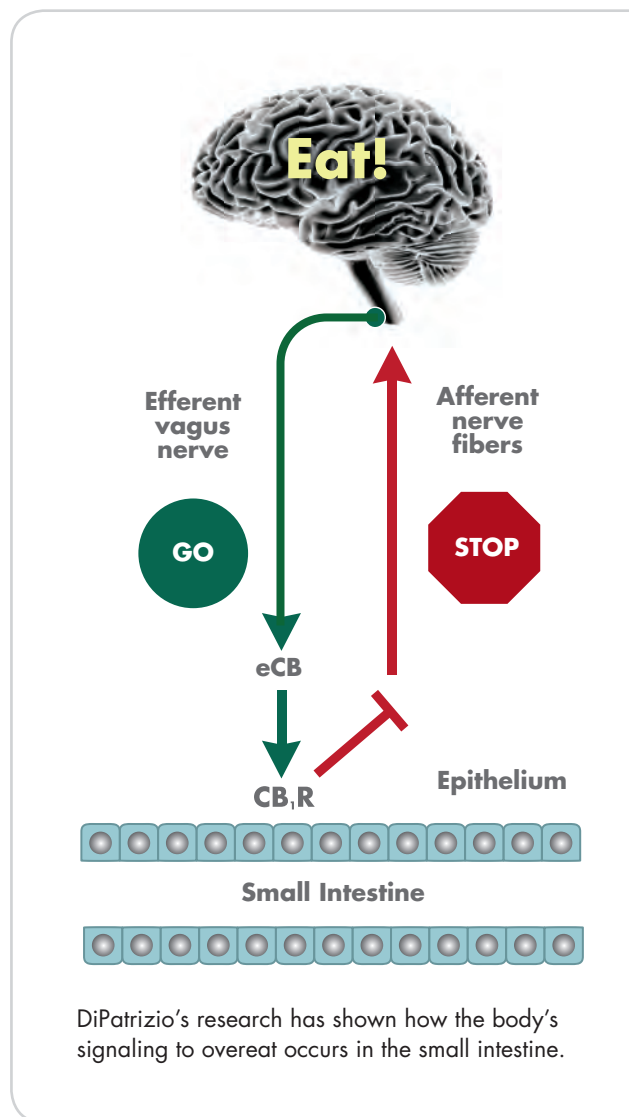 Eat!
Efferent
vagus
nerve
Afferent
nerve
fibers
GO
STOP
eCB
CB₁R
Epithelium
Small Intestine
DiPatrizio’s research has shown how the body’s
signaling to overeat occurs in the small intestine.